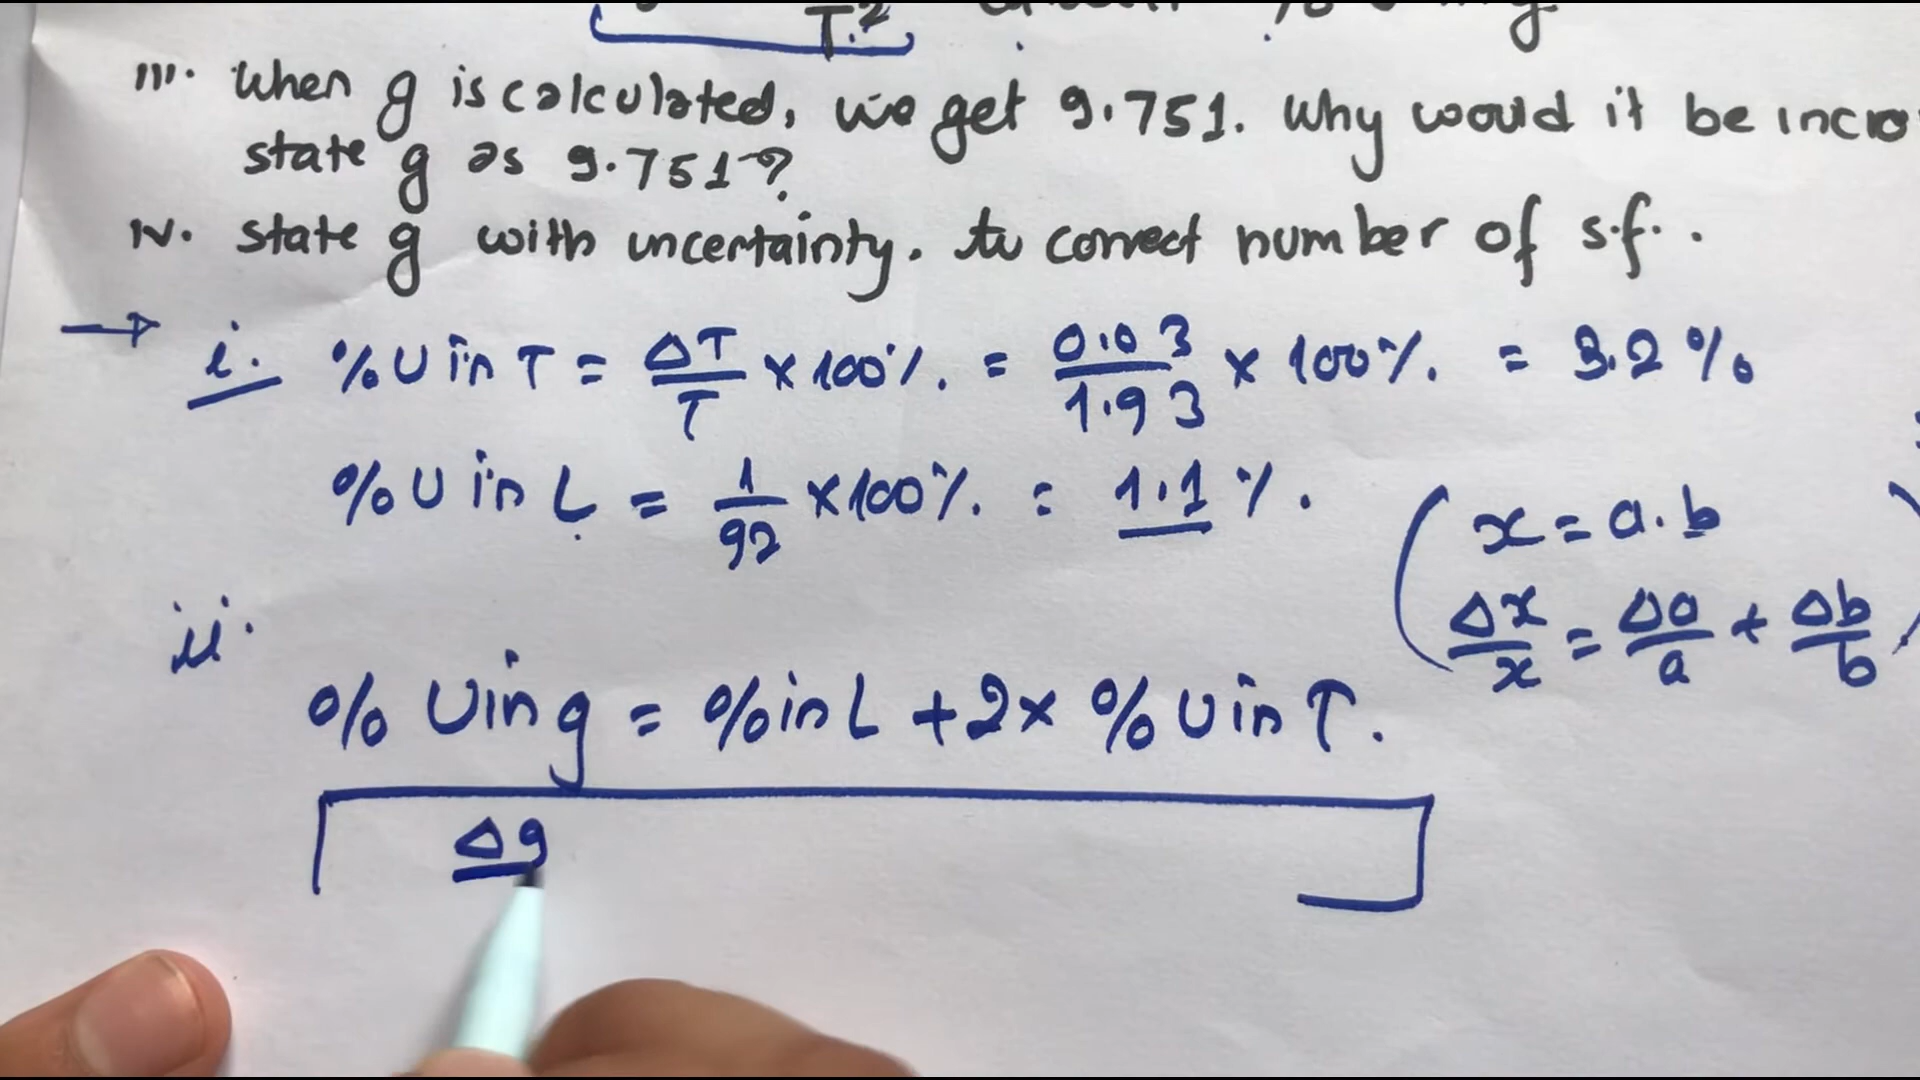 T.²
iii. When g is calculated, we get 9.751. Why would it be
state g as 9.751?
iv. state g with uncertainty. to correct number of s.f..
→ i. %U in T = ΔT/T × 100%. = 0.03/1.93 × 100%. = 3.2%
%U in L = 1/92 × 100%. = 1.1%.
(x = a.b
Δx/x = Δa/a + Δb/b)
ii.
% U in g = % in L + 2× % U in T.
Δg